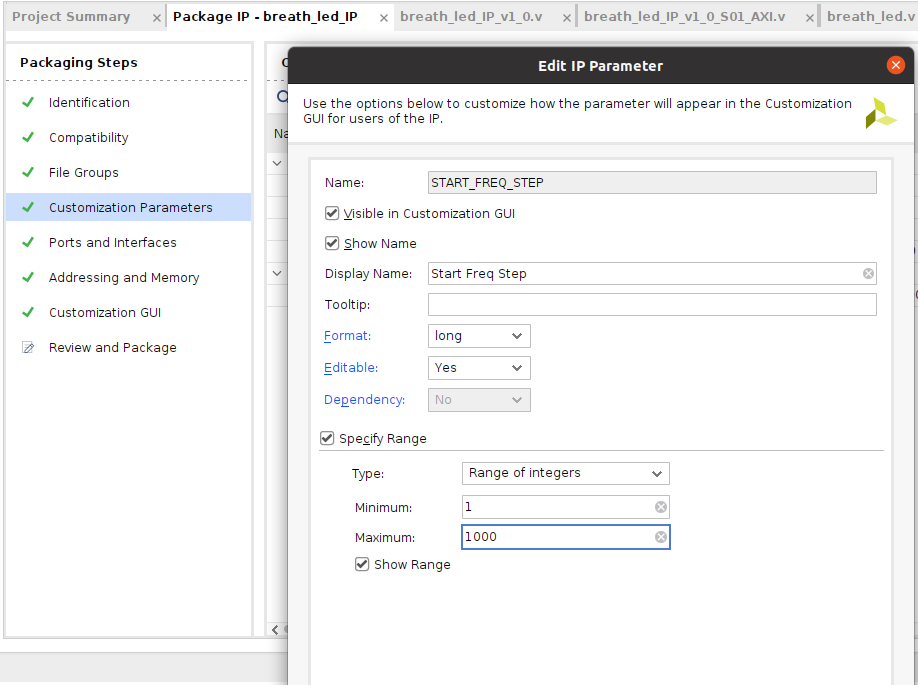 Project Summary
Package IP - breath_led_IP
breath_led_IP_v1_0.v
breath_led_IP_v1_0_S01_AXI.v
breath_led.v
Packaging Steps
Identification
Compatibility
File Groups
Customization Parameters
Ports and Interfaces
Addressing and Memory
Customization GUI
Review and Package
Edit IP Parameter
Use the options below to customize how the parameter will appear in the Customization
GUI for users of the IP.
Name: START_FREQ_STEP
Visible in Customization GUI
Show Name
Display Name: Start Freq Step
Tooltip:
Format: long
Editable: Yes
Dependency: No
Specify Range
Type: Range of integers
Minimum: 1
Maximum: 1000
Show Range